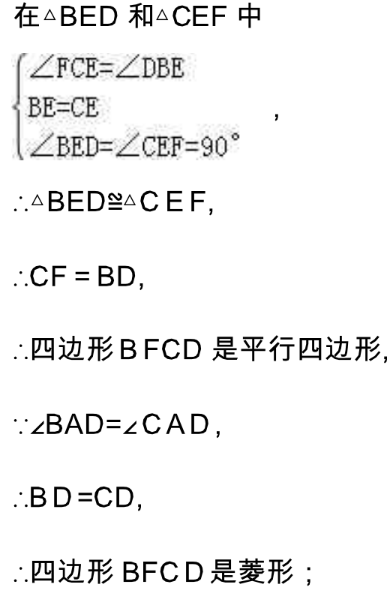 在△BED 和△CEF 中
∠FCE=∠DBE
BE=CE ,
∠BED=∠CEF=90°
∴△BED≌△CEF,
∴CF=BD,
∴四边形BFCD 是平行四边形,
∵∠BAD=∠CAD,
∴BD=CD,
∴四边形 BFCD是菱形；